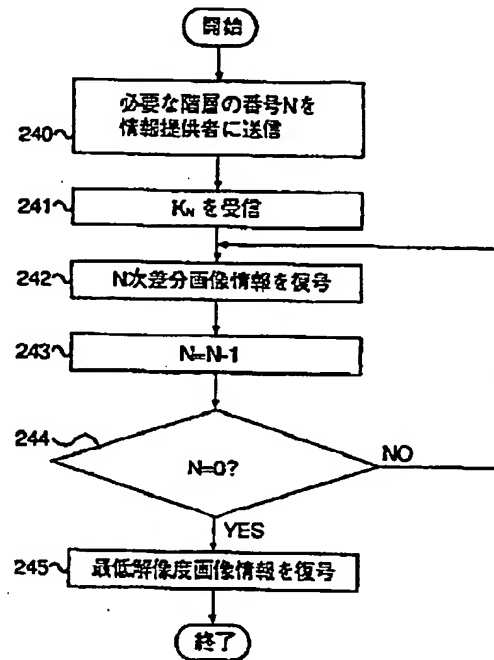 開始
必要な階層の番号Nを
情報提供者に送信
240
241
KN を受信
242
N次差分画像情報を復号
243
N=N-1
244
N=0?
NO
YES
245
最低解像度画像情報を復号
終了